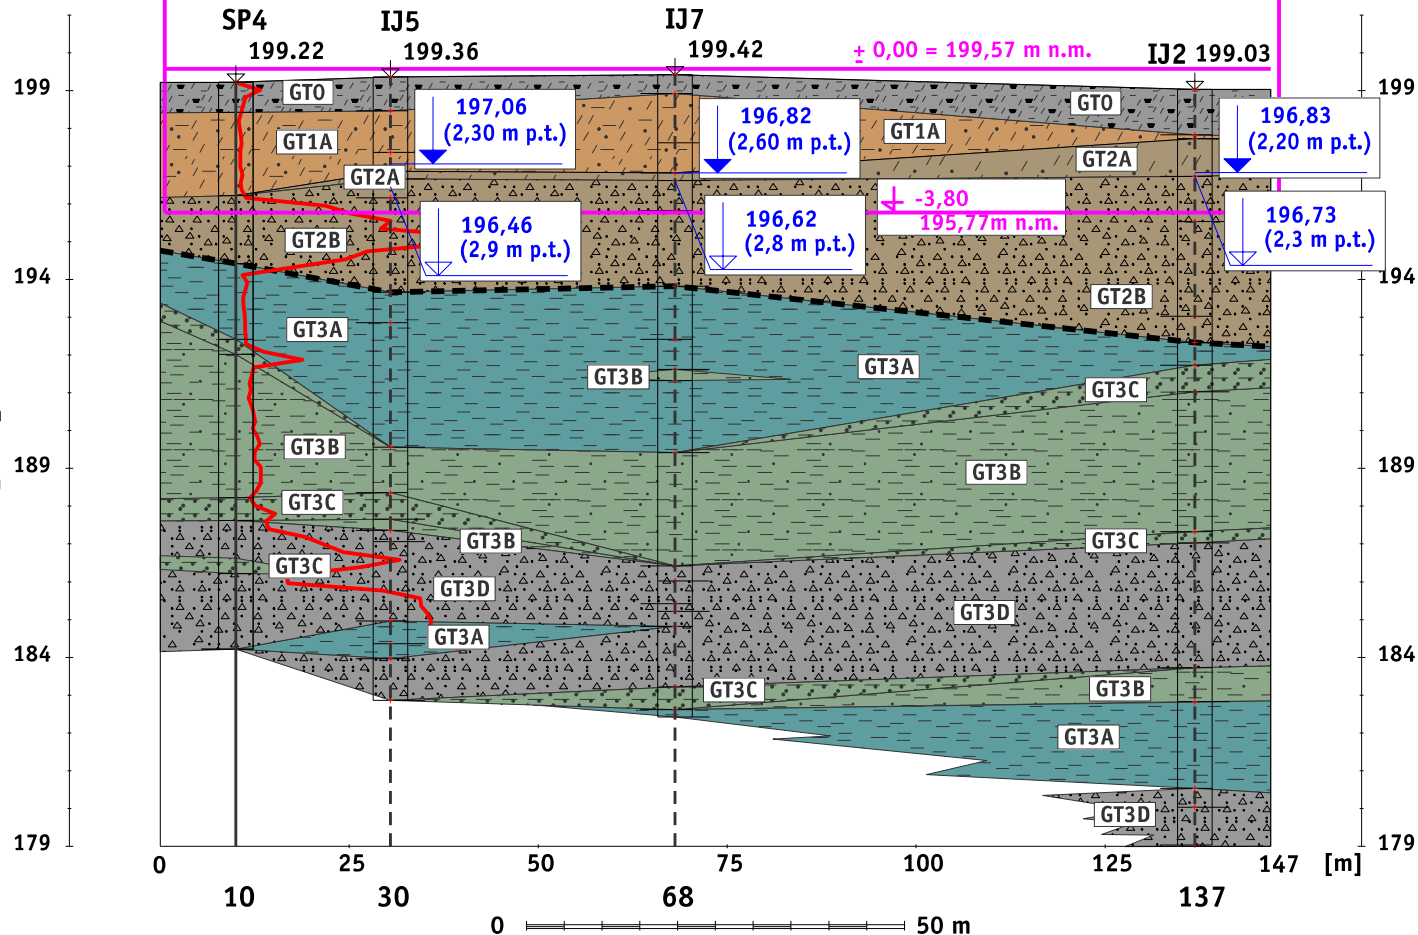 SP4 IJ5 IJ7
199.22 199.36 199.42 ± 0,00 = 199,57 m n.m. IJ2 199.03
199 199
GT0 GT0
197,06
(2,30 m p.t.)
196,82
(2,60 m p.t.)
196,83
(2,20 m p.t.)
GT1A GT1A
GT2A GT2A
-3,80
195,77m n.m.
196,46
(2,9 m p.t.)
196,62
(2,8 m p.t.)
196,73
(2,3 m p.t.)
GT2B
194 194
GT2B
GT3A
GT3A
GT3B
GT3C
GT3B
189 189
GT3B
GT3C
GT3B GT3C
GT3C
GT3D
GT3D
GT3A
184 184
GT3C GT3B
GT3A
GT3D
179 179
0 25 50 75 100 125 147 [m]
10 30 68 137
0 50 m